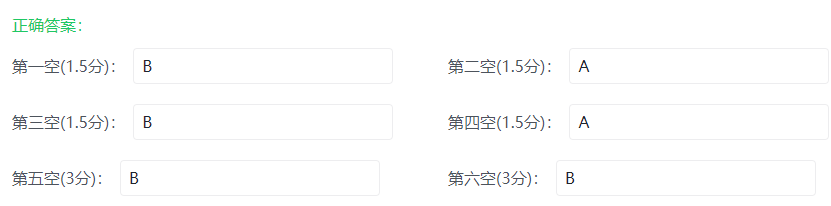 正确答案：
第一空(1.5分)： B 第二空(1.5分)： A
第三空(1.5分)： B 第四空(1.5分)： A
第五空(3分)： B 第六空(3分)： B